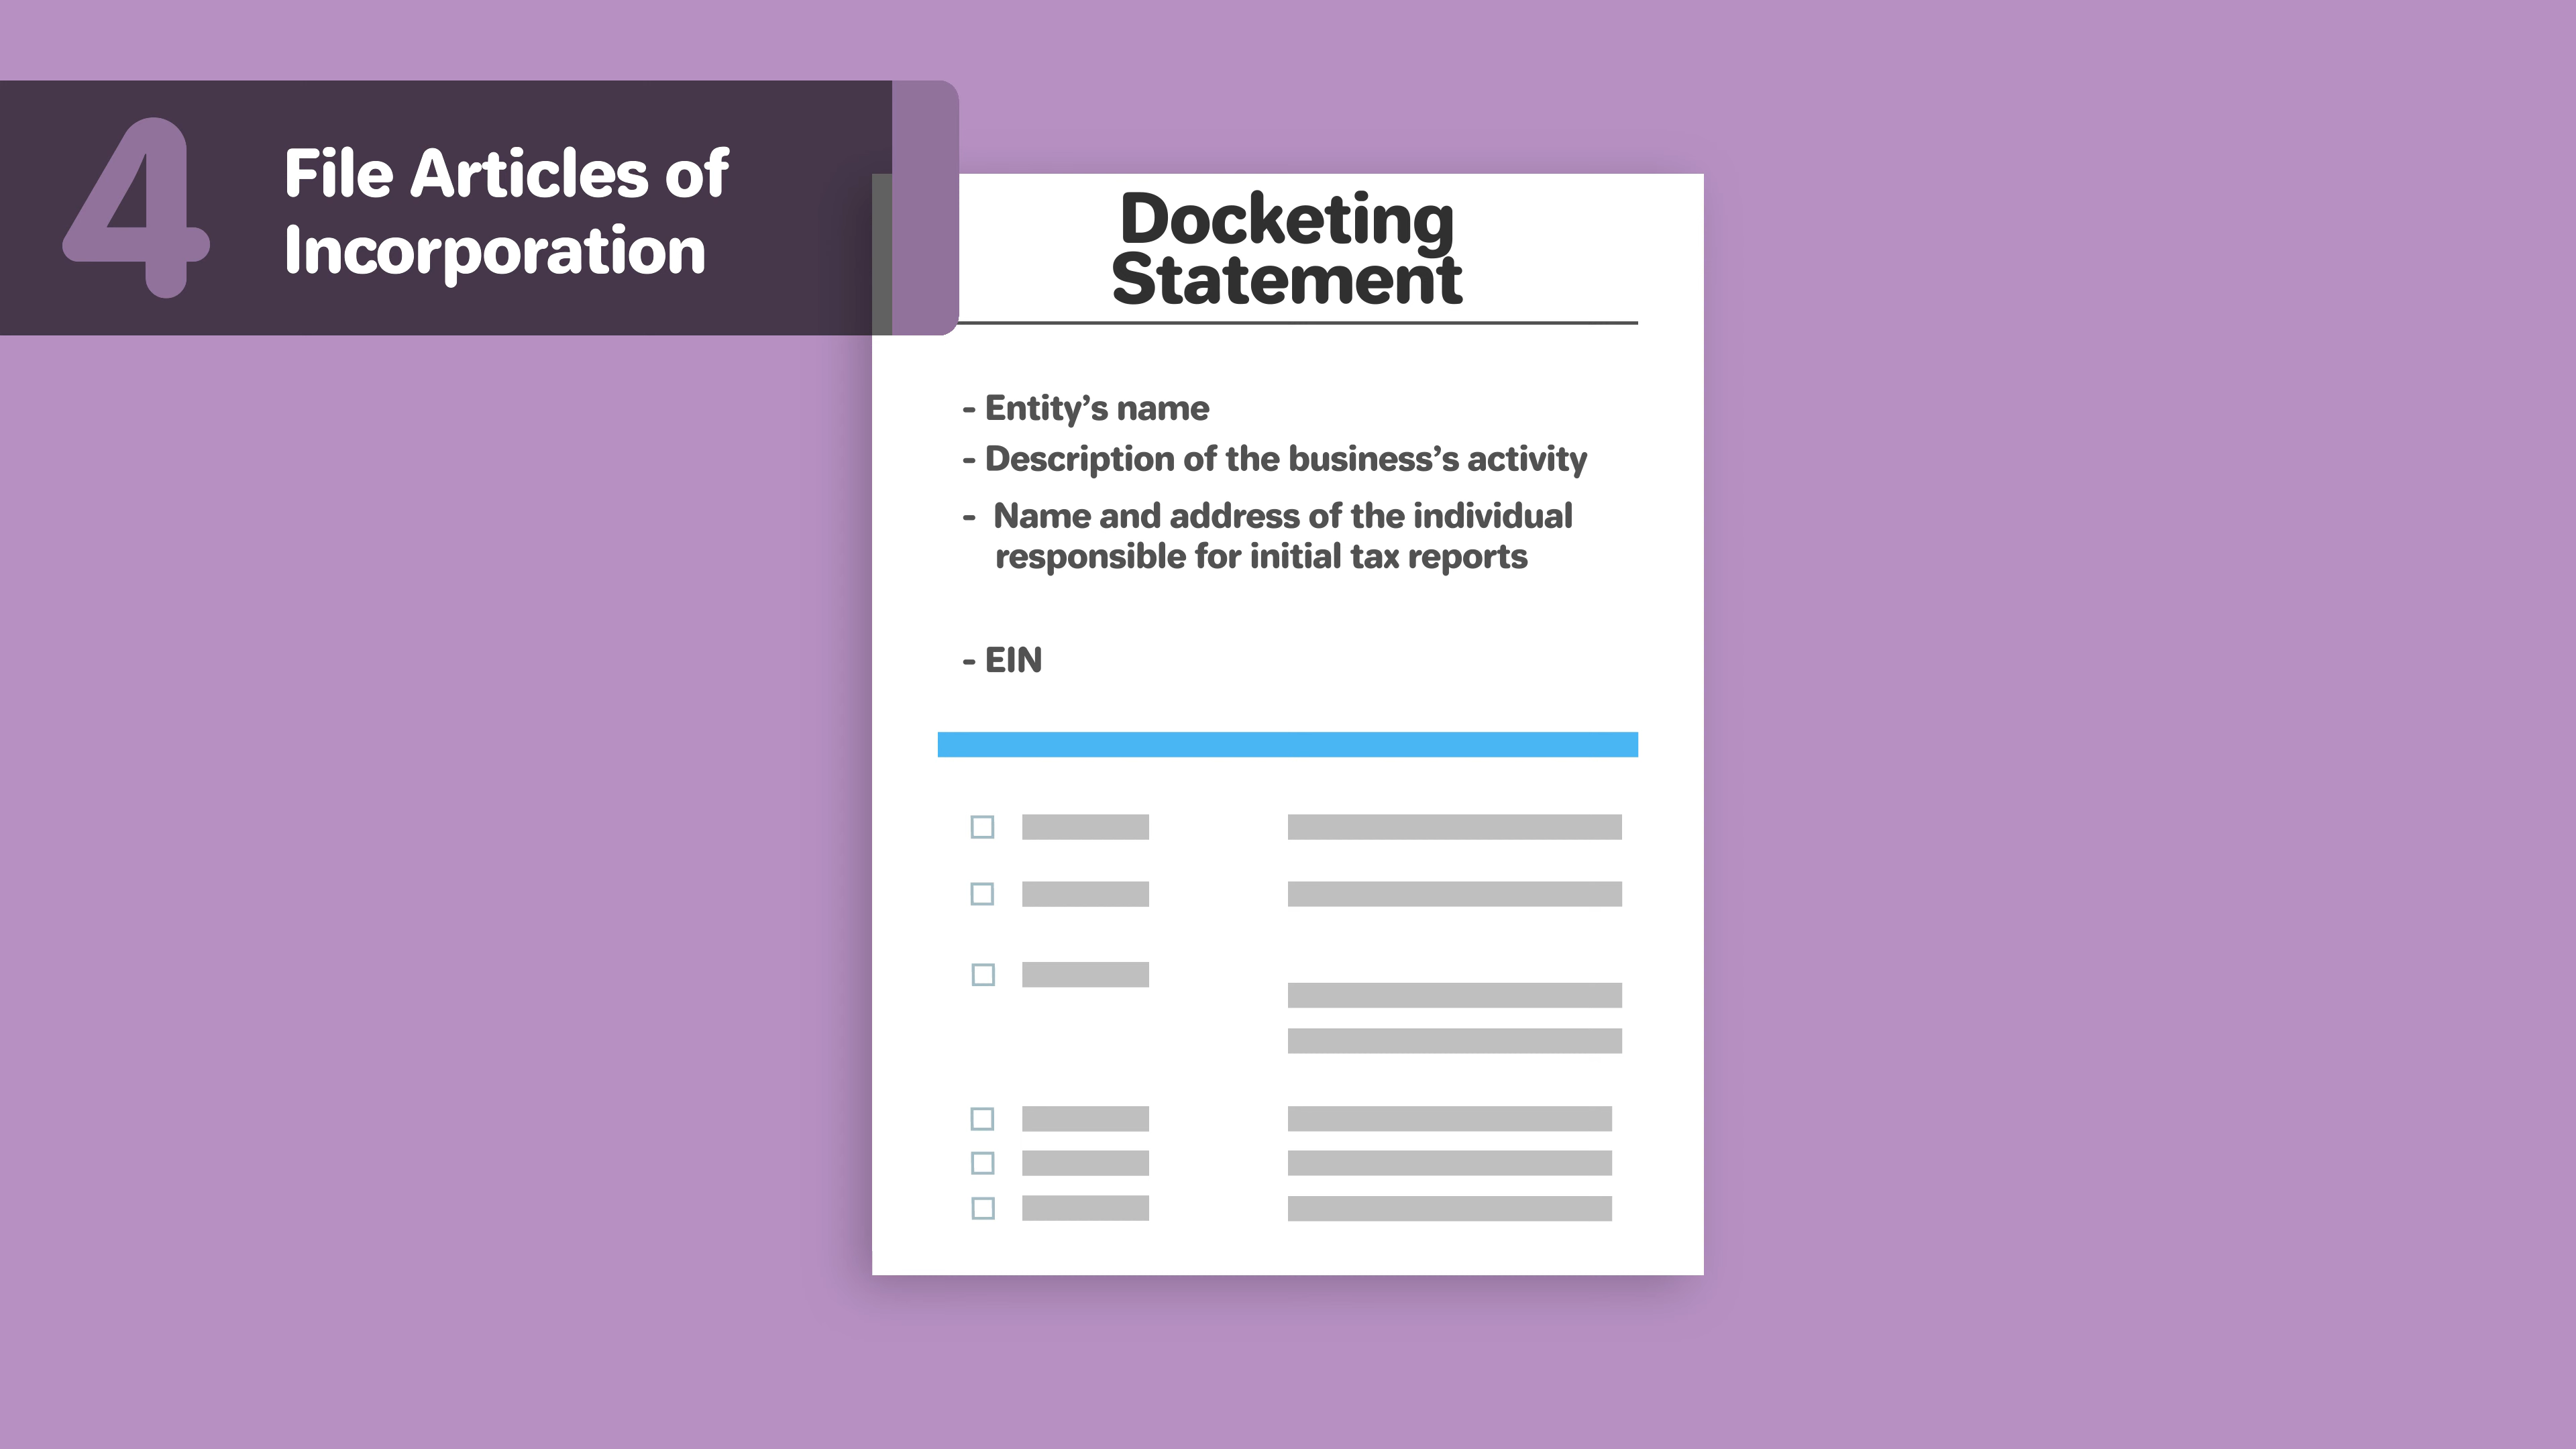 4
File Articles of
Incorporation
Docketing
Statement
- Entity’s name
- Description of the business’s activity
- Name and address of the individual
responsible for initial tax reports
- EIN